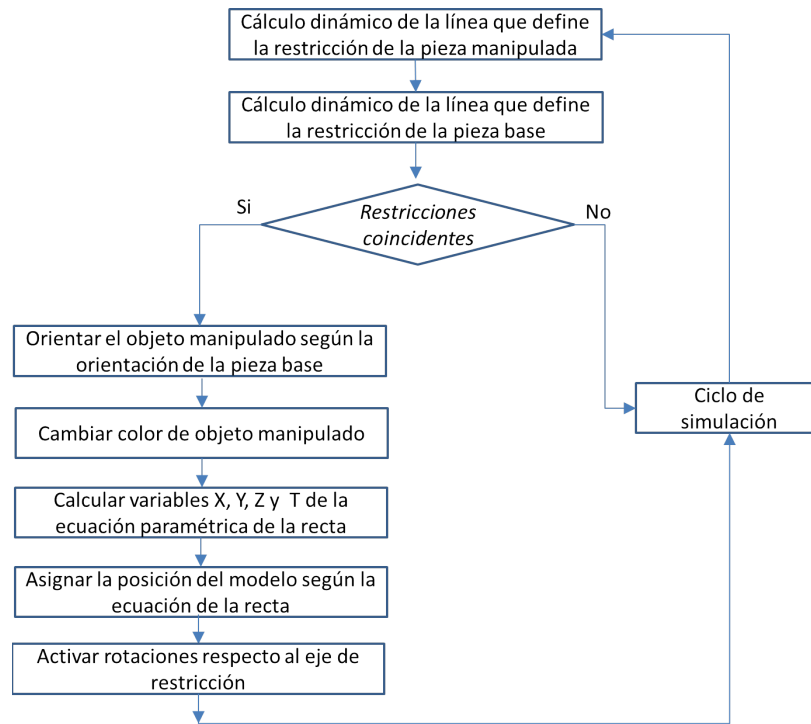 Cálculo dinámico de la línea que define
la restricción de la pieza manipulada
Cálculo dinámico de la línea que define
la restricción de la pieza base
Si
Restricciones
coincidentes
No
Orientar el objeto manipulado según la
orientación de la pieza base
Ciclo de
simulación
Cambiar color de objeto manipulado
Calcular variables X, Y, Z y T de la
ecuación paramétrica de la recta
Asignar la posición del modelo según la
ecuación de la recta
Activar rotaciones respecto al eje de
restricción